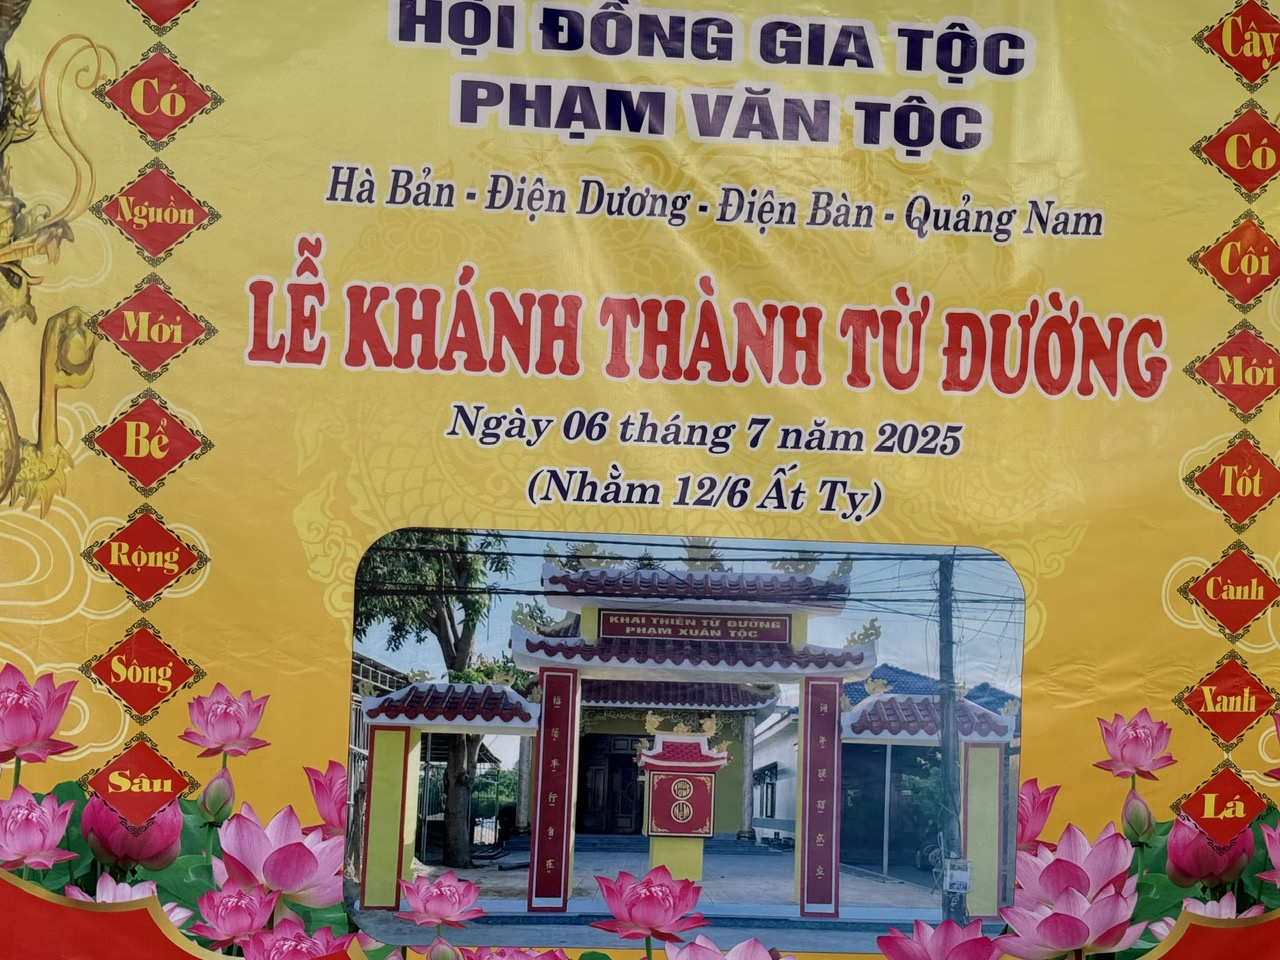 HỘI ĐỒNG GIA TỘC
PHẠM VĂN TỘC
Hà Bản - Điện Dương - Điện Bàn - Quảng Nam
LỄ KHÁNH THÀNH TỪ ĐƯỜNG
Ngày 06 tháng 7 năm 2025
(Nhằm 12/6 Ất Tỵ)
Có
Nguồn
Mới
Bể
Rộng
Sông
Sâu
Cây
Có
Cội
Mới
Tốt
Cành
Xanh
Lá
KHAI THIÊN TỪ ĐƯỜNG
PHẠM XUÂN TỘC